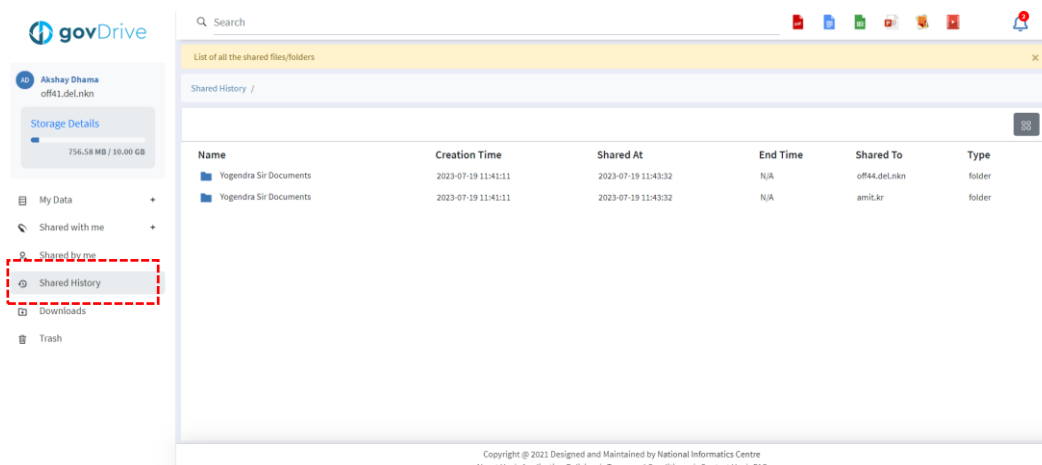 govDrive
Search
2
AD
Akshay Dhama
off41.del.nkn
Storage Details
756.58 MB / 10.00 GB
My Data +
Shared with me +
Shared by me
Shared History
Downloads
Trash
List of all the shared files/folders ×
Shared History /
Name Creation Time Shared At End Time Shared To Type
Yogendra Sir Documents 2023-07-19 11:41:11 2023-07-19 11:43:32 N/A off44.del.nkn folder
Yogendra Sir Documents 2023-07-19 11:41:11 2023-07-19 11:43:32 N/A amit.kr folder
Copyright @ 2021 Designed and Maintained by National Informatics Centre